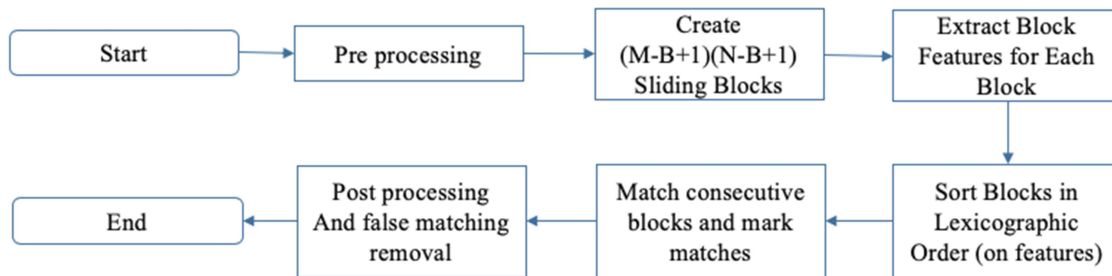 Start
Pre processing
Create
(M-B+1)(N-B+1)
Sliding Blocks
Extract Block
Features for Each
Block
Sort Blocks in
Lexicographic
Order (on features)
Match consecutive
blocks and mark
matches
Post processing
And false matching
removal
End